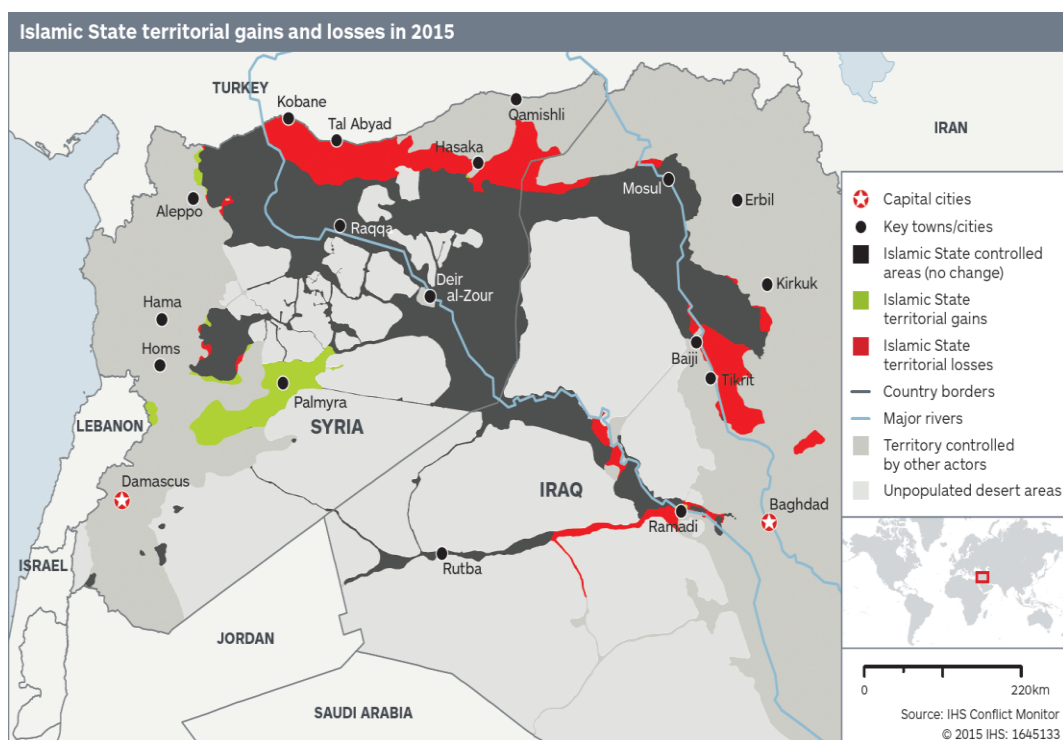 Islamic State territorial gains and losses in 2015
TURKEY
Kobane
Tal Abyad
Qamishli
Hasaka
IRAN
Mosul
Erbil
Aleppo
Raqqa
Deir
al-Zour
Kirkuk
Hama
Homs
Baiji
Tikrit
Palmyra
LEBANON
SYRIA
Damascus
IRAQ
Baghdad
Ramadi
ISRAEL
Rutba
JORDAN
SAUDI ARABIA
Capital cities
Key towns/cities
Islamic State controlled
areas (no change)
Islamic State
territorial gains
Islamic State
territorial losses
Country borders
Major rivers
Territory controlled
by other actors
Unpopulated desert areas
0
220km
Source: IHS Conflict Monitor
© 2015 IHS: 1645133